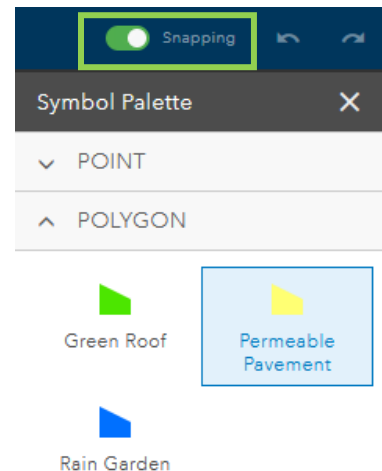 Snapping
Symbol Palette
POINT
POLYGON
Green Roof
Permeable
Pavement
Rain Garden